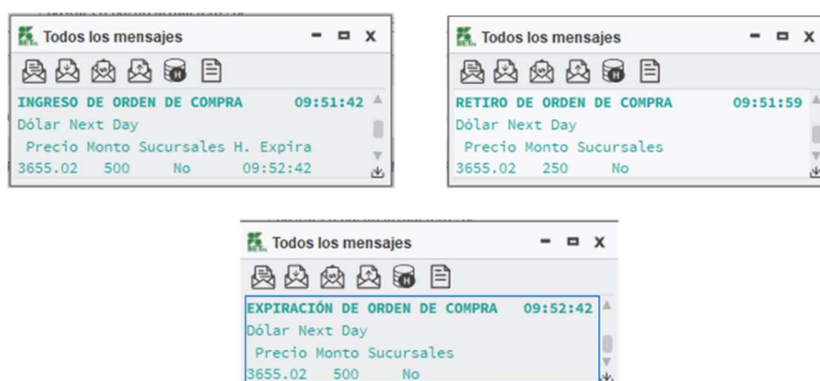 Todos los mensajes
INGRESO DE ORDEN DE COMPRA 09:51:42
Dólar Next Day
Precio Monto Sucursales H. Expira
3655.02 500 No 09:52:42
Todos los mensajes
RETIRO DE ORDEN DE COMPRA 09:51:59
Dólar Next Day
Precio Monto Sucursales
3655.02 250 No
Todos los mensajes
EXPIRACIÓN DE ORDEN DE COMPRA 09:52:42
Dólar Next Day
Precio Monto Sucursales
3655.02 500 No